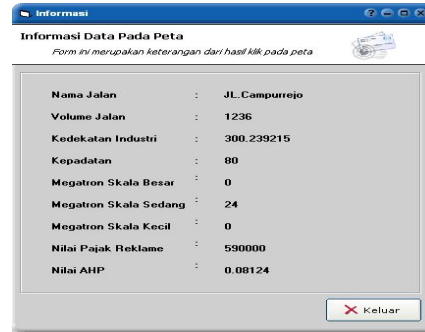 Informasi
Informasi Data Pada Peta
Form ini merupakan keterangan dari hasil klik pada peta
Nama Jalan : JL.Campurrejo
Volume Jalan : 1236
Kedekatan Industri : 300.239215
Kepadatan : 80
Megatron Skala Besar : 0
Megatron Skala Sedang : 24
Megatron Skala Kecil : 0
Nilai Pajak Reklame : 590000
Nilai AHP : 0.08124
Keluar